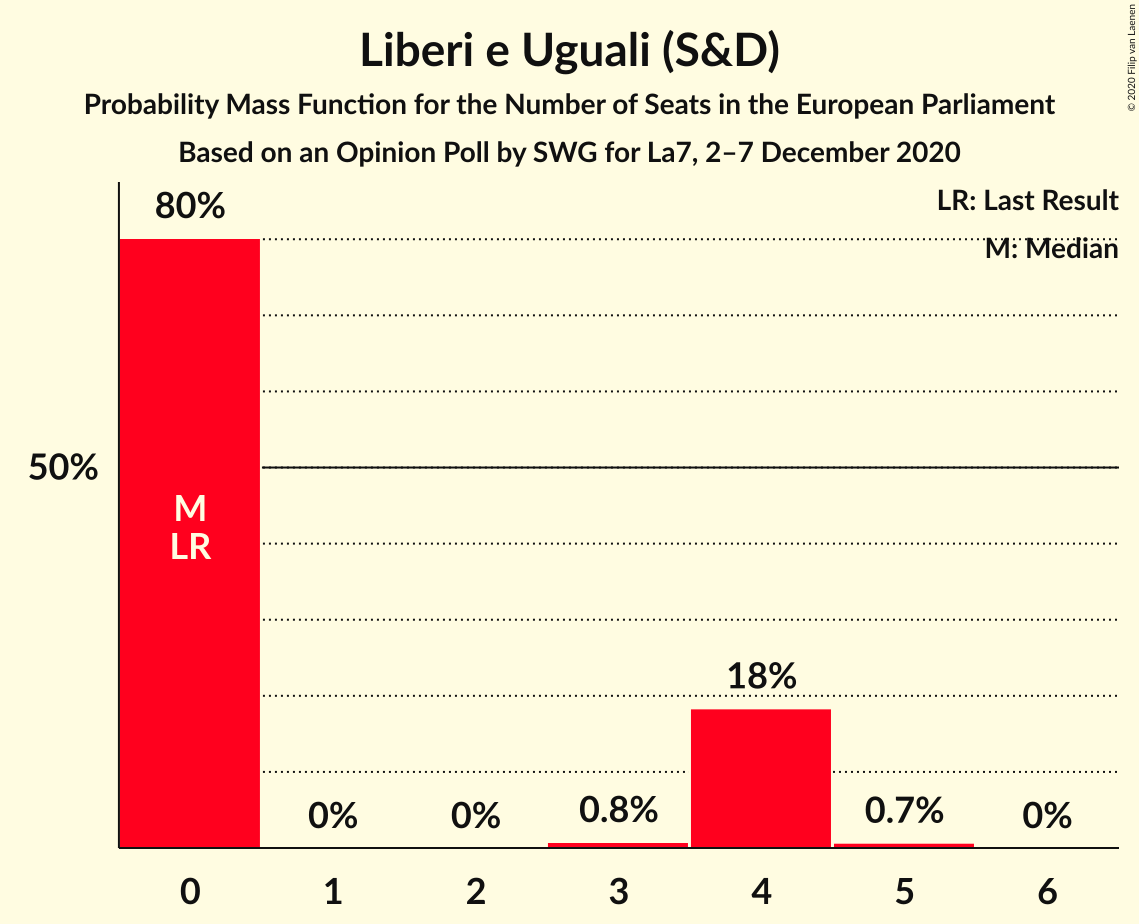 Liberi e Uguali (S&D)
Probability Mass Function for the Number of Seats in the European Parliament
Based on an Opinion Poll by SWG for La7, 2–7 December 2020
© 2020 Filip van Laenen
LR: Last Result
M: Median
80%
50%
M
LR
0%
0%
0.8%
18%
0.7%
0%
0
1
2
3
4
5
6